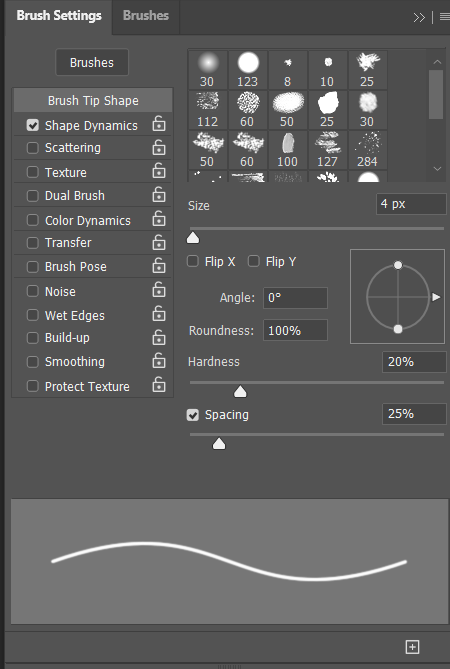 Brush Settings Brushes
Brushes
30 123 8 10 25
Brush Tip Shape
112 60 50 25 30
Shape Dynamics
Scattering
50 60 100 127 284
Texture
Dual Brush
Size 4 px
Color Dynamics
Transfer
Flip X Flip Y
Brush Pose
Noise
Angle: 0°
Wet Edges
Roundness: 100%
Build-up
Smoothing
Hardness 20%
Protect Texture
Spacing 25%